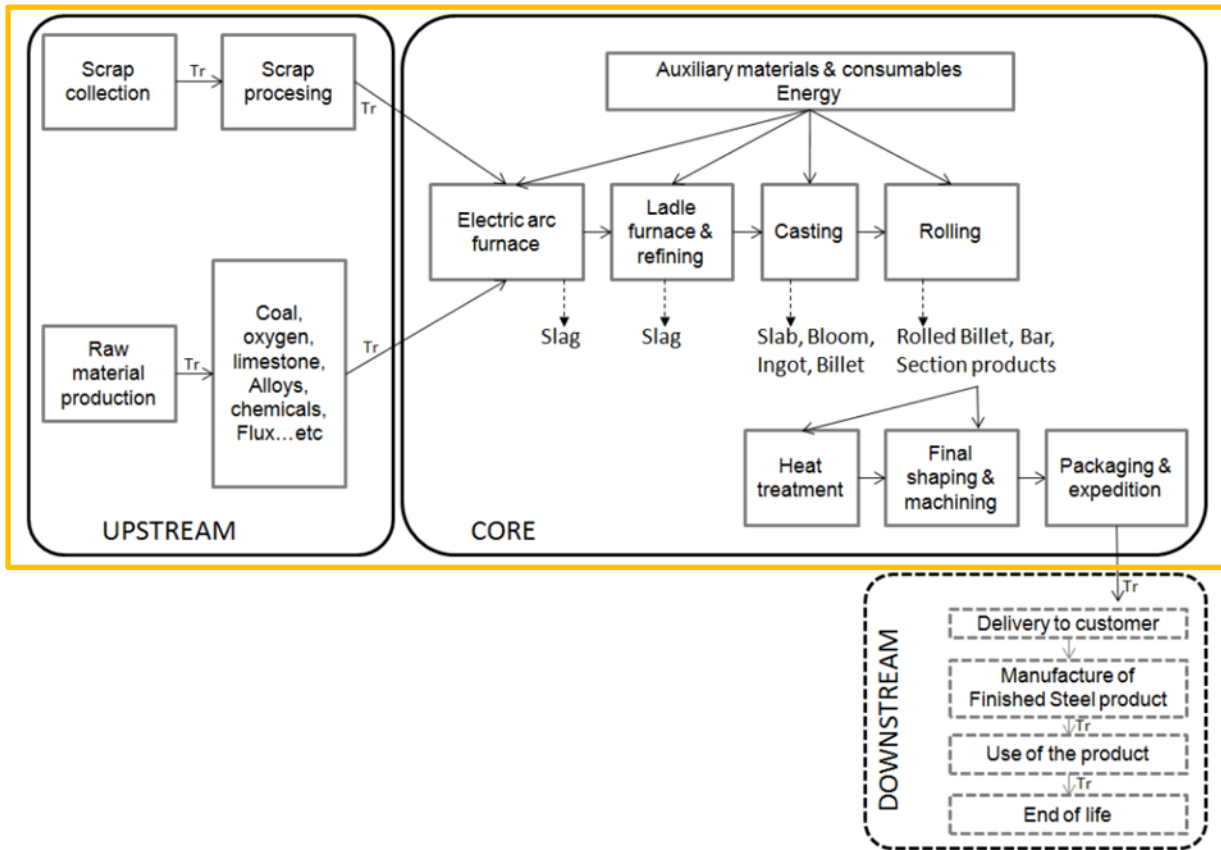 Scrap
collection
Tr
Scrap
procesing
Tr
Raw
material
production
Tr
Coal,
oxygen,
limestone,
Alloys,
chemicals,
Flux...etc
Tr
UPSTREAM
Auxiliary materials & consumables
Energy
Electric arc
furnace
Ladle
furnace &
refining
Casting
Rolling
Slag
Slag
Slab, Bloom,
Ingot, Billet
Rolled Billet, Bar,
Section products
Heat
treatment
Final
shaping &
machining
Packaging &
expedition
CORE
Tr
DOWNSTREAM
Delivery to customer
Manufacture of
Finished Steel product
Tr
Use of the product
Tr
End of life